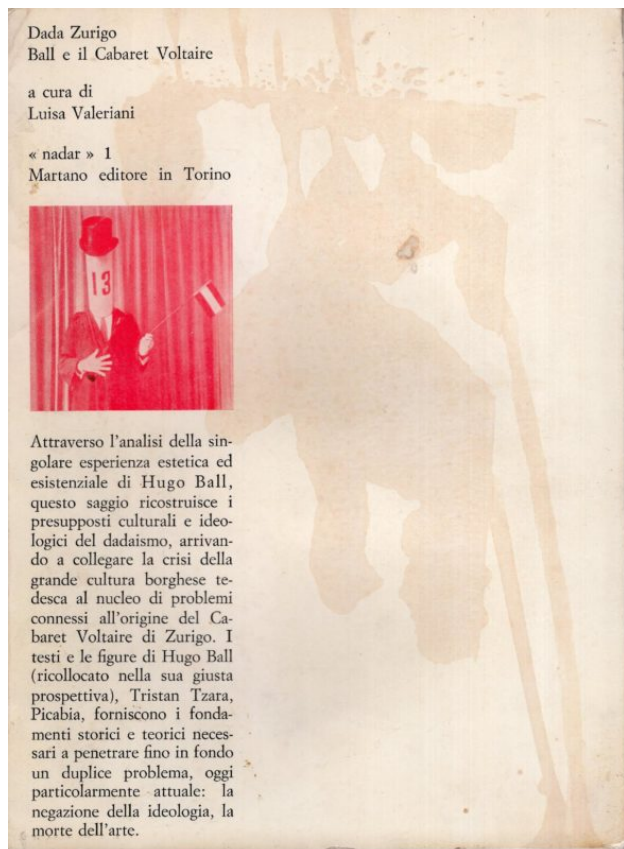 Dada Zurigo
Ball e il Cabaret Voltaire
a cura di
Luisa Valeriani
« nadar » 1
Martano editore in Torino
13
Attraverso l'analisi della sin-
golare esperienza estetica ed
esistenziale di Hugo Ball,
questo saggio ricostruisce i
presupposti culturali e ideo-
logici del dadaismo, arrivan-
do a collegare la crisi della
grande cultura borghese te-
desca al nucleo di problemi
connessi all'origine del Ca-
baret Voltaire di Zurigo. I
testi e le figure di Hugo Ball
(ricollocato nella sua giusta
prospettiva), Tristan Tzara,
Picabia, forniscono i fonda-
menti storici e teorici neces-
sari a penetrare fino in fondo
un duplice problema, oggi
particolarmente attuale: la
negazione della ideologia, la
morte dell'arte.